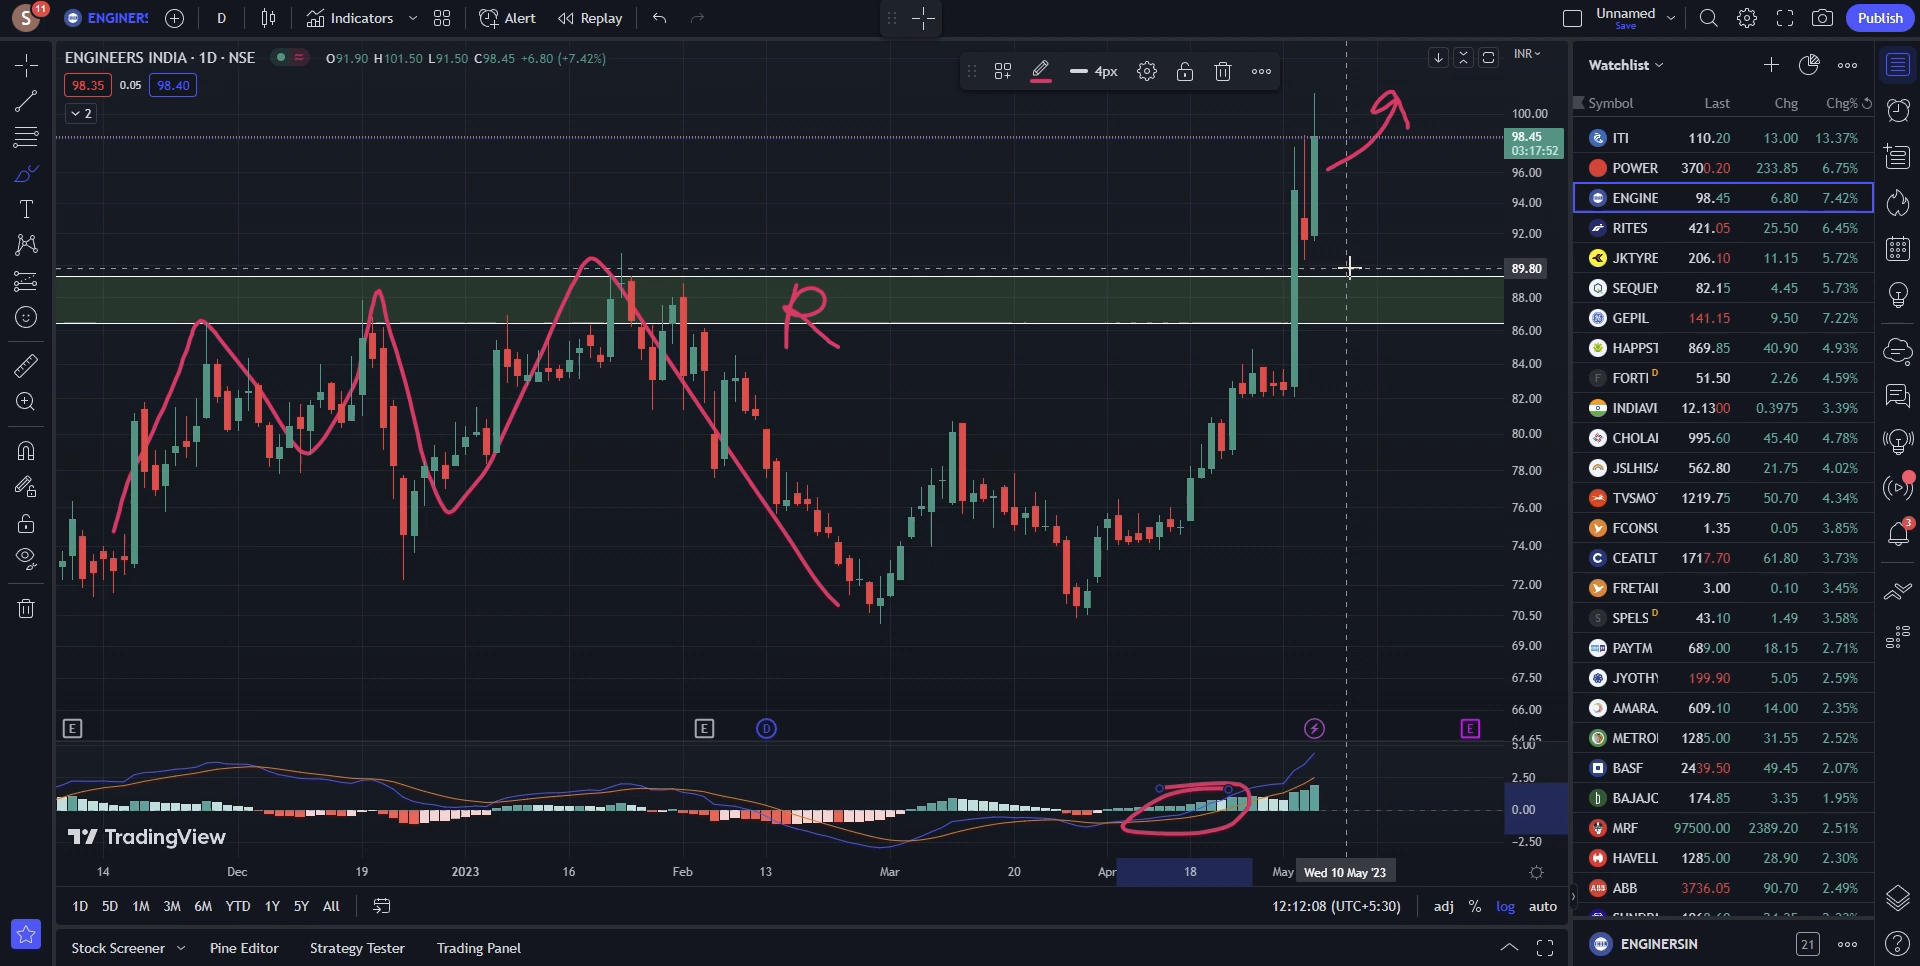 S 11 ENGINERS D Indicators Alert Replay Unnamed Save Publish
ENGINEERS INDIA · 1D · NSE O91.90 H101.50 L91.50 C98.45 +6.80 (+7.42%)
98.35 0.05 98.40
2
4px
INR
100.00
98.45
03:17:52
96.00
94.00
92.00
89.80
88.00
86.00
84.00
82.00
80.00
78.00
76.00
74.00
72.00
70.50
69.00
67.50
66.00
64.65
5.00
2.50
0.00
−2.50
R
E E D E
TradingView
14 Dec 19 2023 16 Feb 13 Mar 20 Apr 18 May Wed 10 May '23
1D 5D 1M 3M 6M YTD 1Y 5Y All 12:12:08 (UTC+5:30) adj % log auto
Stock Screener Pine Editor Strategy Tester Trading Panel
Watchlist
Symbol Last Chg Chg%
ITI 110.20 13.00 13.37%
POWER 3700.20 233.85 6.75%
ENGINE 98.45 6.80 7.42%
RITES 421.05 25.50 6.45%
JKTYRE 206.10 11.15 5.72%
SEQUEN 82.15 4.45 5.73%
GEPIL 141.15 9.50 7.22%
HAPPST 869.85 40.90 4.93%
F FORTI D 51.50 2.26 4.59%
INDIAVI 12.1300 0.3975 3.39%
CHOLAI 995.60 45.40 4.78%
JSLHISA 562.80 21.75 4.02%
TVSMO 1219.75 50.70 4.34%
FCONSU 1.35 0.05 3.85%
CEATLT 1717.70 61.80 3.73%
FRETAI 3.00 0.10 3.45%
S SPELS D 43.10 1.49 3.58%
PAYTM 689.00 18.15 2.71%
JYOTHY 199.90 5.05 2.59%
AMARA. 609.10 14.00 2.35%
METRO 1285.00 31.55 2.52%
BASF 2439.50 49.45 2.07%
BAJAJC 174.85 3.35 1.95%
MRF 97500.00 2389.20 2.51%
HAVELL 1285.00 28.90 2.30%
ABB ABB 3736.05 90.70 2.49%
ENGINERSIN 21
3